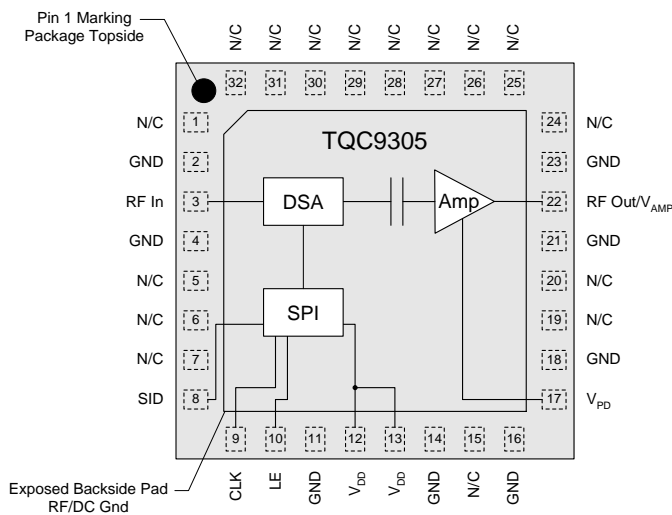 Pin 1 Marking
Package Topside
N/C N/C N/C N/C N/C N/C N/C N/C
32 31 30 29 28 27 26 25
TQC9305
N/C 1
GND 2
RF In 3
GND 4
N/C 5
N/C 6
N/C 7
SID 8
DSA
Amp
SPI
24 N/C
23 GND
22 RF Out/VAMP
21 GND
20 N/C
19 N/C
18 GND
17 VPD
9 10 11 12 13 14 15 16
CLK LE GND VDD VDD GND N/C GND
Exposed Backside Pad
RF/DC Gnd